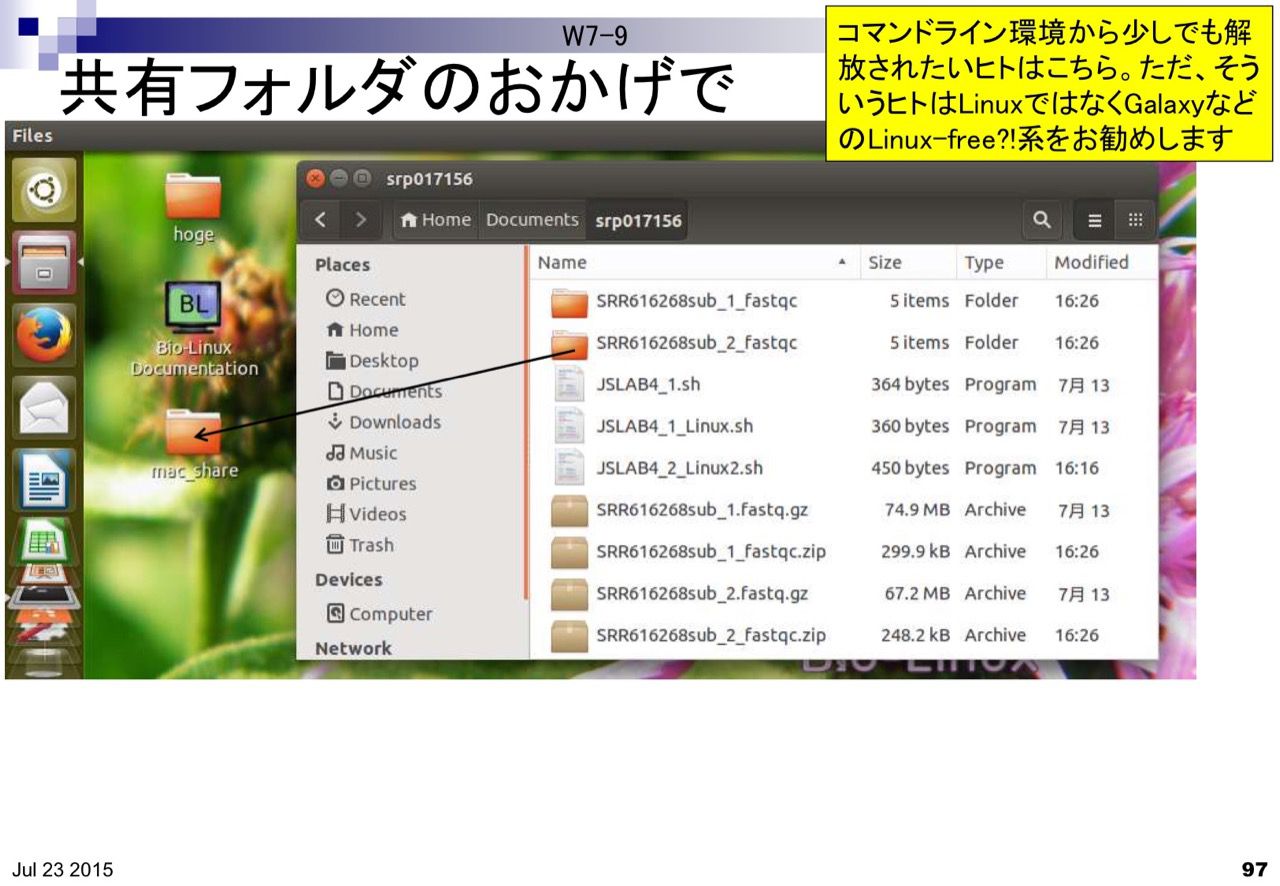 W7-9
共有フォルダのおかげで
コマンドライン環境から少しでも解
放されたいヒトはこちら。ただ、そう
いうヒトはLinuxではなくGalaxyなど
のLinux-free?!系をお勧めします
Files
hoge
BL
Bio-Linux
Documentation
mac_share
srp017156
Home Documents srp017156
Places
Recent
Home
Desktop
Documents
Downloads
Music
Pictures
Videos
Trash
Devices
Computer
Network
Name Size Type Modified
SRR616268sub_1_fastqc 5 items Folder 16:26
SRR616268sub_2_fastqc 5 items Folder 16:26
JSLAB4_1.sh 364 bytes Program 7月 13
JSLAB4_1_Linux.sh 360 bytes Program 7月 13
JSLAB4_2_Linux2.sh 450 bytes Program 16:16
SRR616268sub_1.fastq.gz 74.9 MB Archive 7月 13
SRR616268sub_1_fastqc.zip 299.9 kB Archive 16:26
SRR616268sub_2.fastq.gz 67.2 MB Archive 7月 13
SRR616268sub_2_fastqc.zip 248.2 kB Archive 16:26
Bio-Linux
Jul 23 2015
97